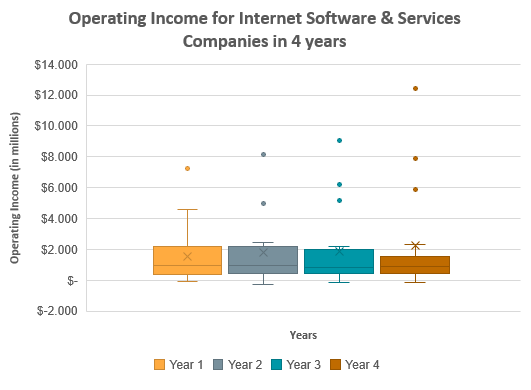 Operating Income for Internet Software & Services
Companies in 4 years
$14.000
$12.000
$10.000
$8.000
$6.000
$4.000
$2.000
$-
$-2.000
Operating Income (in millions)
Years
Year 1 Year 2 Year 3 Year 4